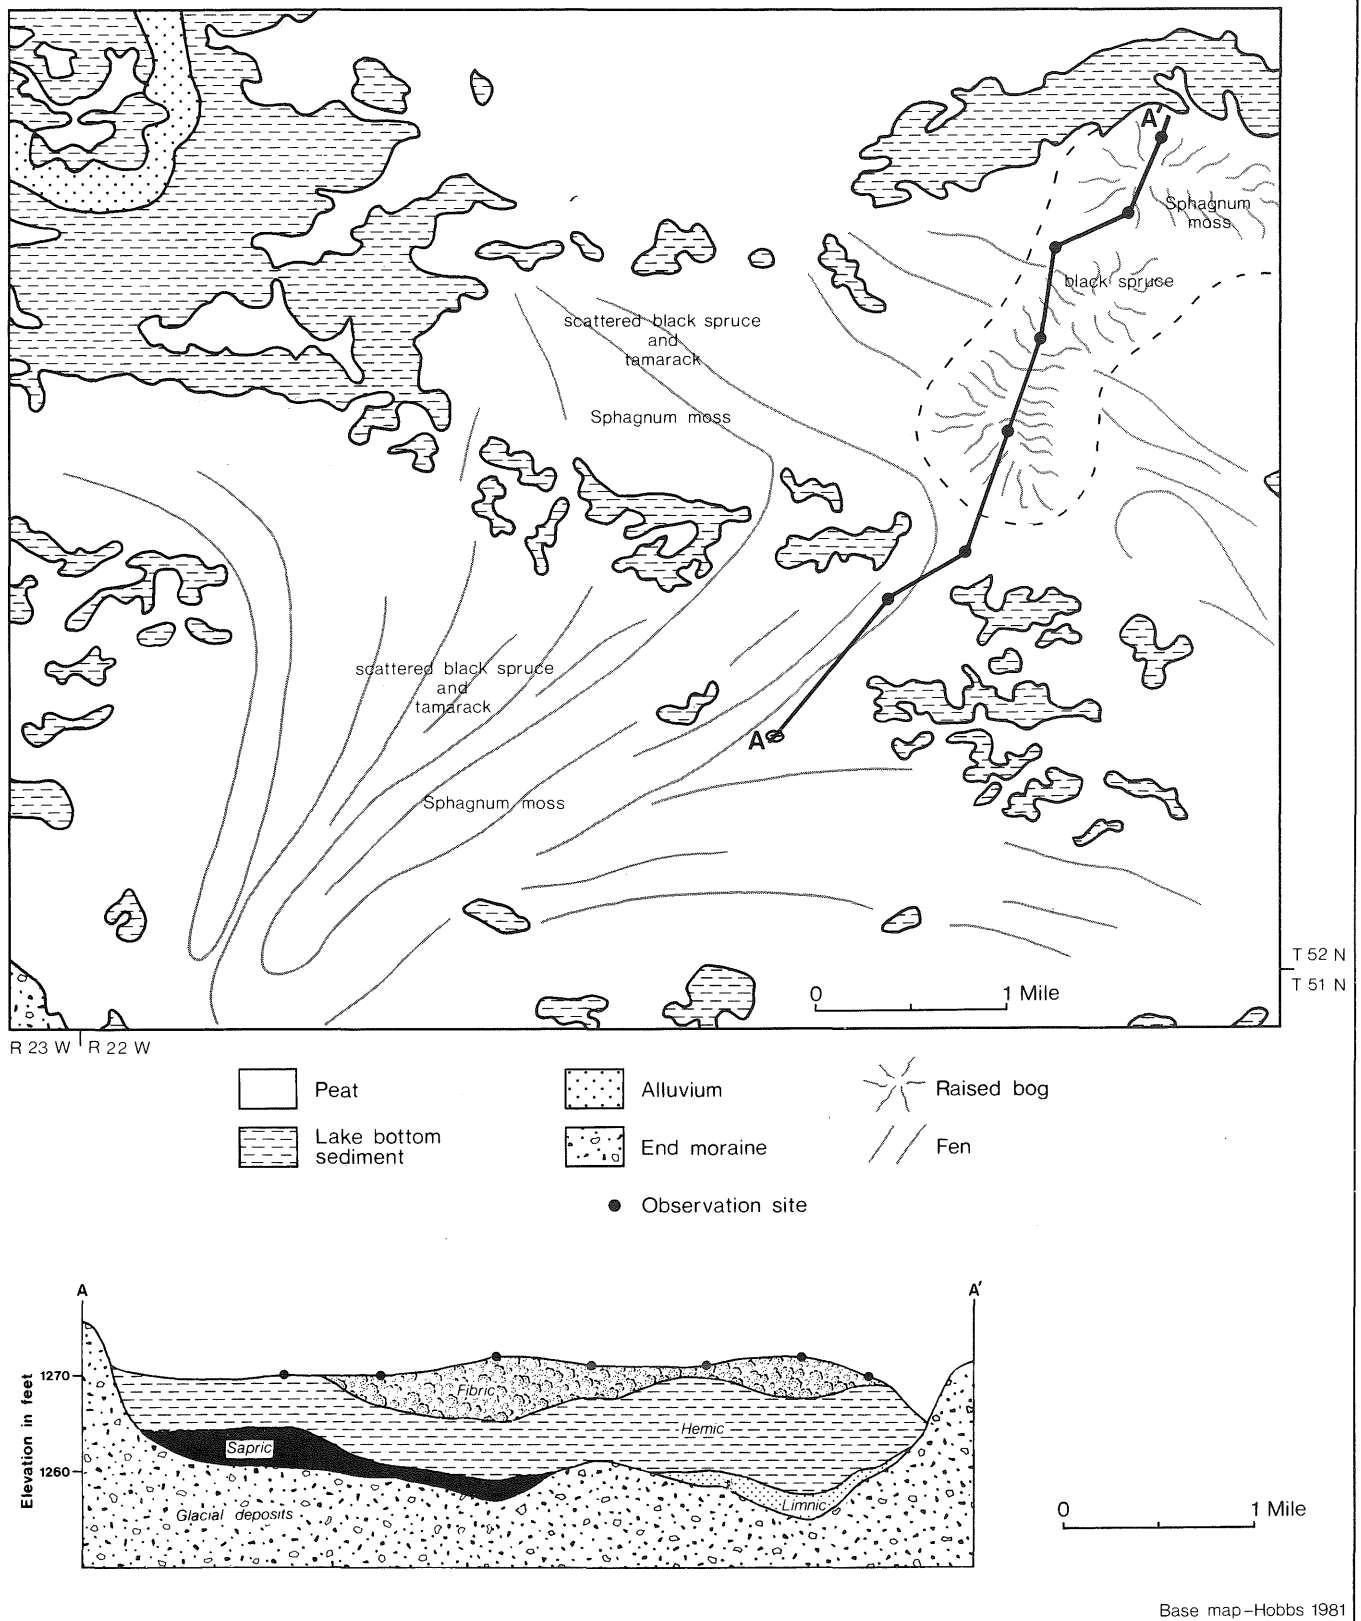 A'
Sphagnum
moss
black spruce
scattered black spruce
and
tamarack
Sphagnum moss
scattered black spruce
and
tamarack
A
Sphagnum moss
T 52 N
T 51 N
0 1 Mile
R 23 W R 22 W
Peat
Alluvium
Raised bog
Lake bottom
sediment
End moraine
Fen
Observation site
A
A'
Elevation in feet
1270
1260
Fibric
Hemic
Sapric
Limnic
Glacial deposits
0 1 Mile
Base map-Hobbs 1981